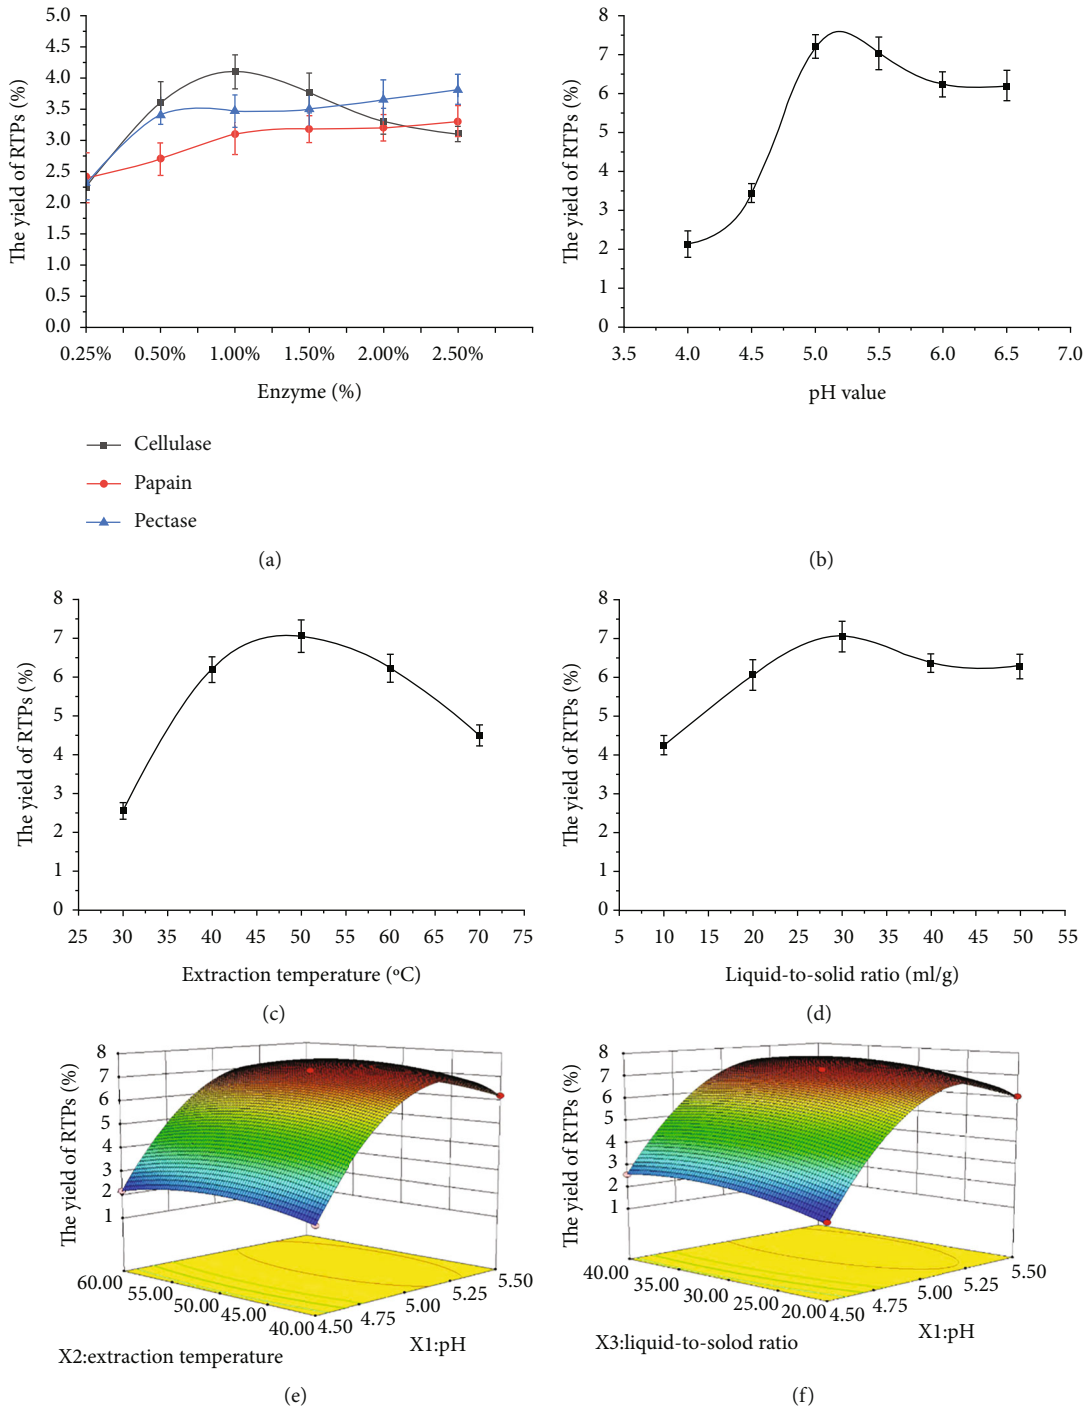 The yield of RTPs (%)
5.0
4.5
4.0
3.5
3.0
2.5
2.0
1.5
1.0
0.5
0.0
0.25% 0.50% 1.00% 1.50% 2.00% 2.50%
Enzyme (%)
Cellulase
Papain
Pectase
(a)
The yield of RTPs (%)
8
7
6
5
4
3
2
1
0
3.5 4.0 4.5 5.0 5.5 6.0 6.5 7.0
pH value
(b)
The yield of RTPs (%)
8
7
6
5
4
3
2
1
0
25 30 35 40 45 50 55 60 65 70 75
Extraction temperature (ºC)
(c)
The yield of RTPs (%)
8
7
6
5
4
3
2
1
0
5 10 15 20 25 30 35 40 45 50 55
Liquid-to-solid ratio (ml/g)
(d)
The yield of RTPs (%)
8
7
6
5
4
3
2
1
60.00
55.00
50.00
45.00
40.00
4.50
4.75
5.00
5.25
5.50
X1:pH
X2:extraction temperature
(e)
The yield of RTPs (%)
8
7
6
5
4
3
2
1
40.00
35.00
30.00
25.00
20.00
4.50
4.75
5.00
5.25
5.50
X1:pH
X3:liquid-to-solod ratio
(f)